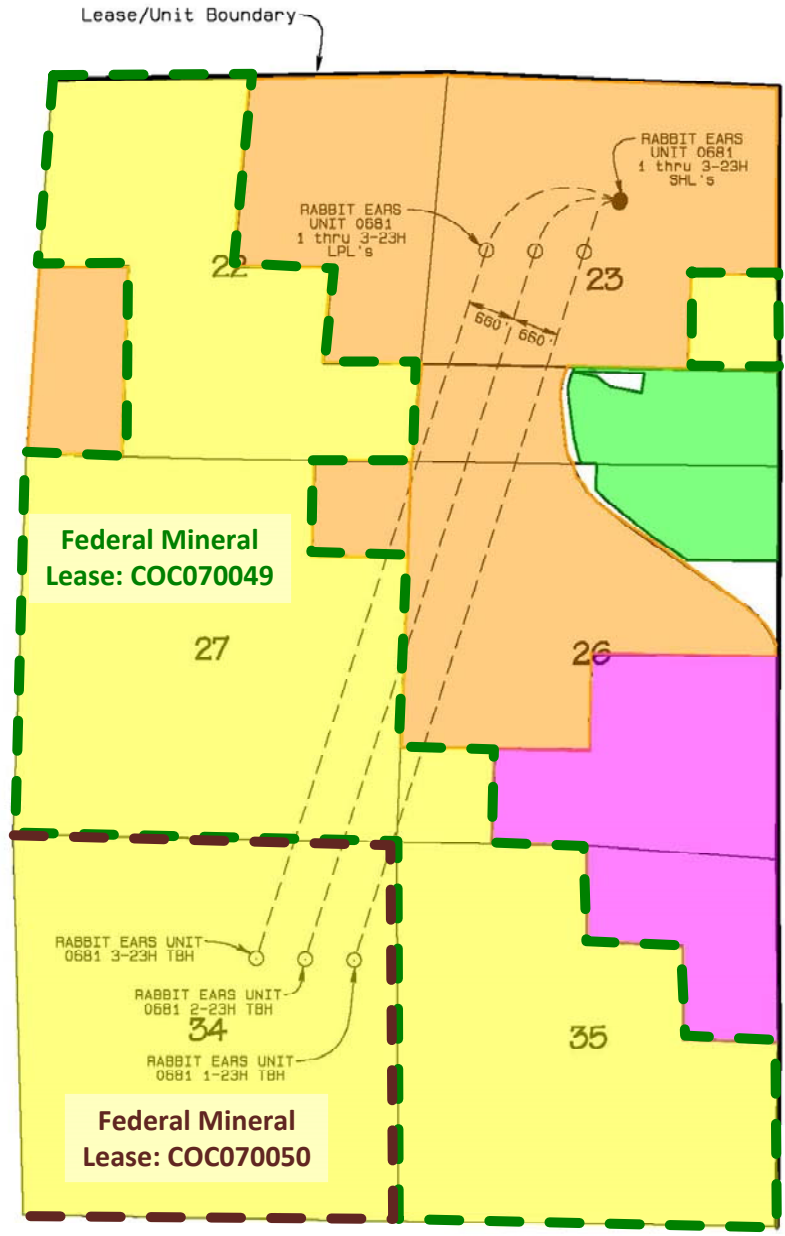 Lease/Unit Boundary
RABBIT EARS
UNIT 0681
1 thru 3-23H
SHL's
RABBIT EARS
UNIT 0681
1 thru 3-23H
LPL's
22
23
660'
660'
Federal Mineral
Lease: COC070049
27
26
RABBIT EARS UNIT
0681 3-23H TBH
RABBIT EARS UNIT
0681 2-23H TBH
34
35
RABBIT EARS UNIT
0681 1-23H TBH
Federal Mineral
Lease: COC070050